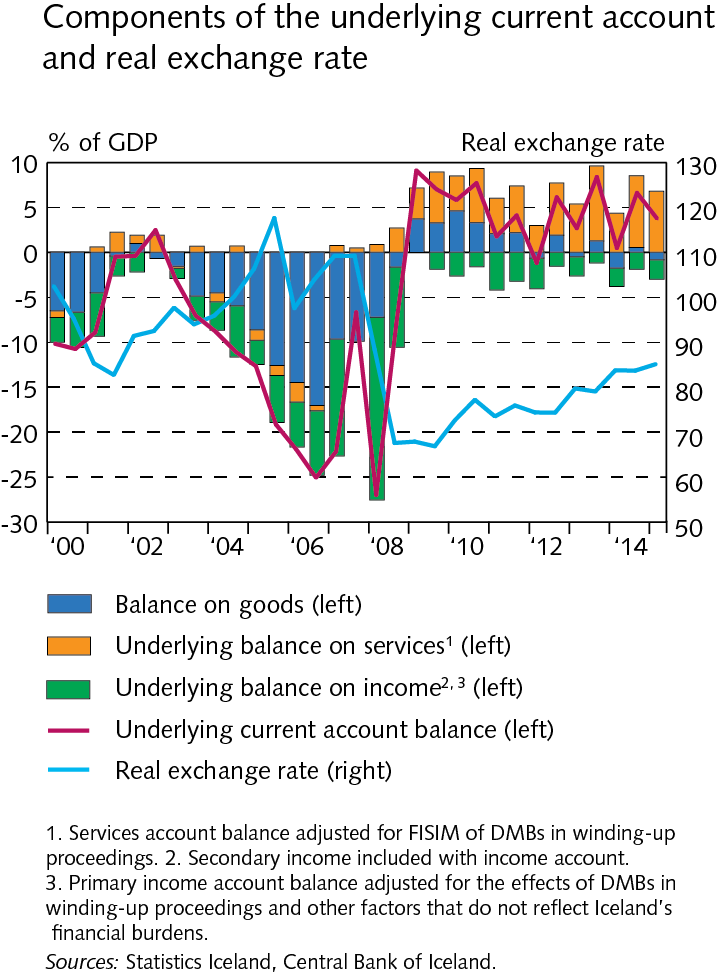 Components of the underlying current account
and real exchange rate
% of GDP
Real exchange rate
10
5
0
-5
-10
-15
-20
-25
-30
130
120
110
100
90
80
70
60
50
‘00
‘02
‘04
‘06
‘08
‘10
‘12
‘14
Balance on goods (left)
Underlying balance on services¹ (left)
Underlying balance on income²,³ (left)
Underlying current account balance (left)
Real exchange rate (right)
1. Services account balance adjusted for FISIM of DMBs in winding-up
proceedings. 2. Secondary income included with income account.
3. Primary income account balance adjusted for the effects of DMBs in
winding-up proceedings and other factors that do not reflect Iceland’s
financial burdens.
Sources: Statistics Iceland, Central Bank of Iceland.